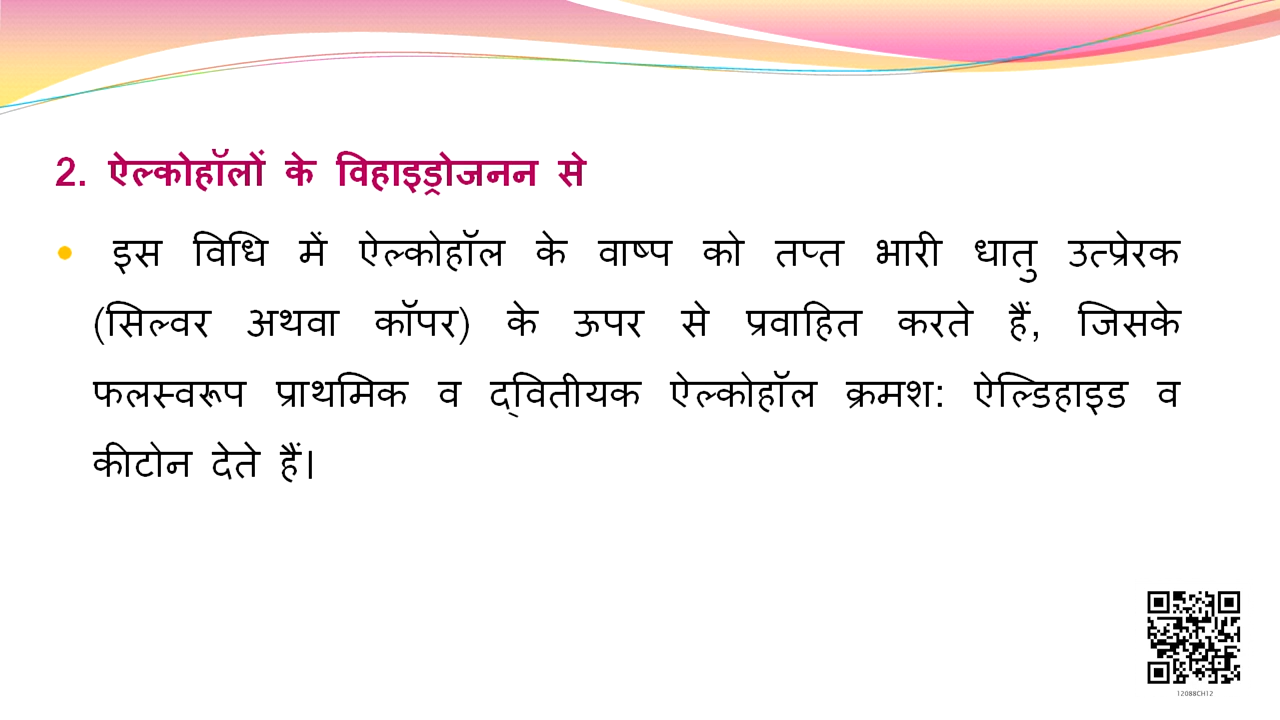 2. ऐल्कोहॉलों के विहाइड्रोजनन से
• इस विधि में ऐल्कोहॉल के वाष्प को तप्त भारी धातु उत्प्रेरक
(सिल्वर अथवा कॉपर) के ऊपर से प्रवाहित करते हैं, जिसके
फलस्वरूप प्राथमिक व द्वितीयक ऐल्कोहॉल क्रमश: ऐल्डिहाइड व
कीटोन देते हैं।
12088CH12